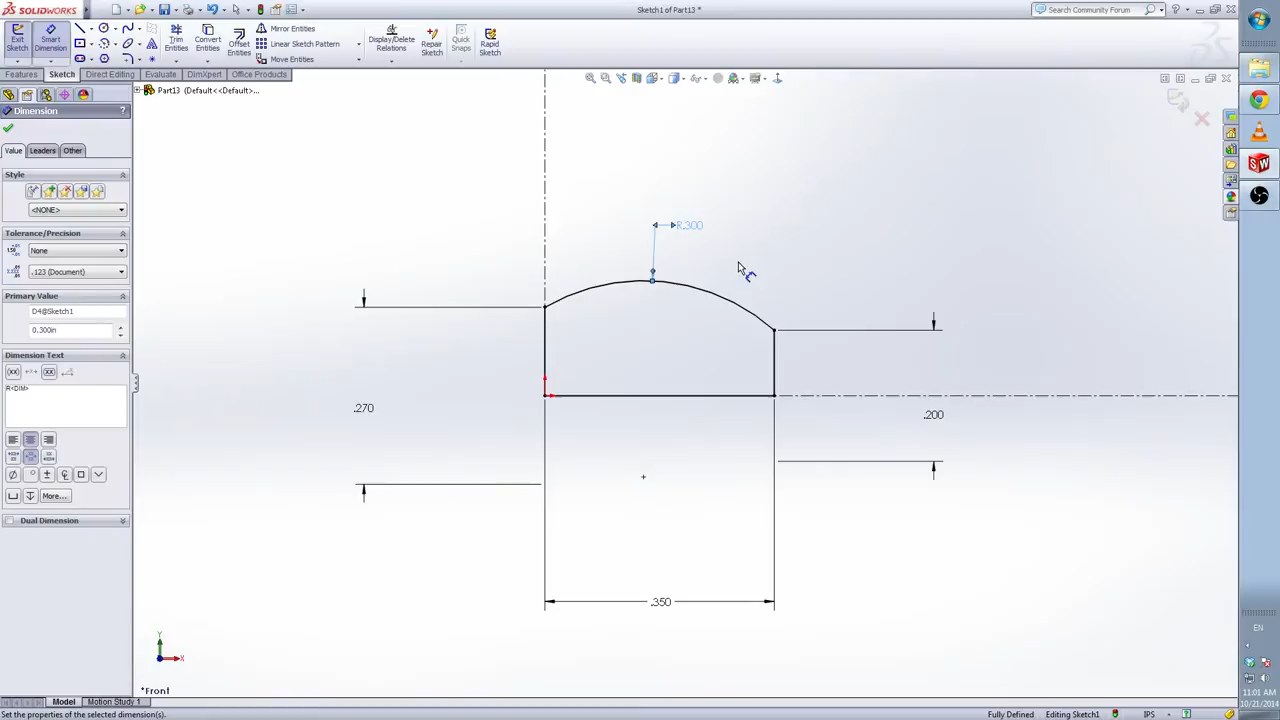 SOLIDWORKS
Sketch1 of Part13 *
Search Community Forum
Exit Sketch
Smart Dimension
Trim Entities
Convert Entities
Offset Entities
Mirror Entities
Linear Sketch Pattern
Move Entities
Display/Delete Relations
Repair Sketch
Quick Snaps
Rapid Sketch
Features
Sketch
Direct Editing
Evaluate
DimXpert
Office Products
Part13 (Default<<Default>...
Dimension
?
Value
Leaders
Other
Style
<NONE>
Tolerance/Precision
None
.123 (Document)
Primary Value
D4@Sketch1
0.300in
Dimension Text
(xx)
(xx)
R<DIM>
More...
Dual Dimension
R.300
.270
.200
.350
Y
X
*Front
Model
Motion Study 1
Set the properties of the selected dimension(s).
Fully Defined
Editing Sketch1
IPS
EN
11:01 AM
10/21/2014